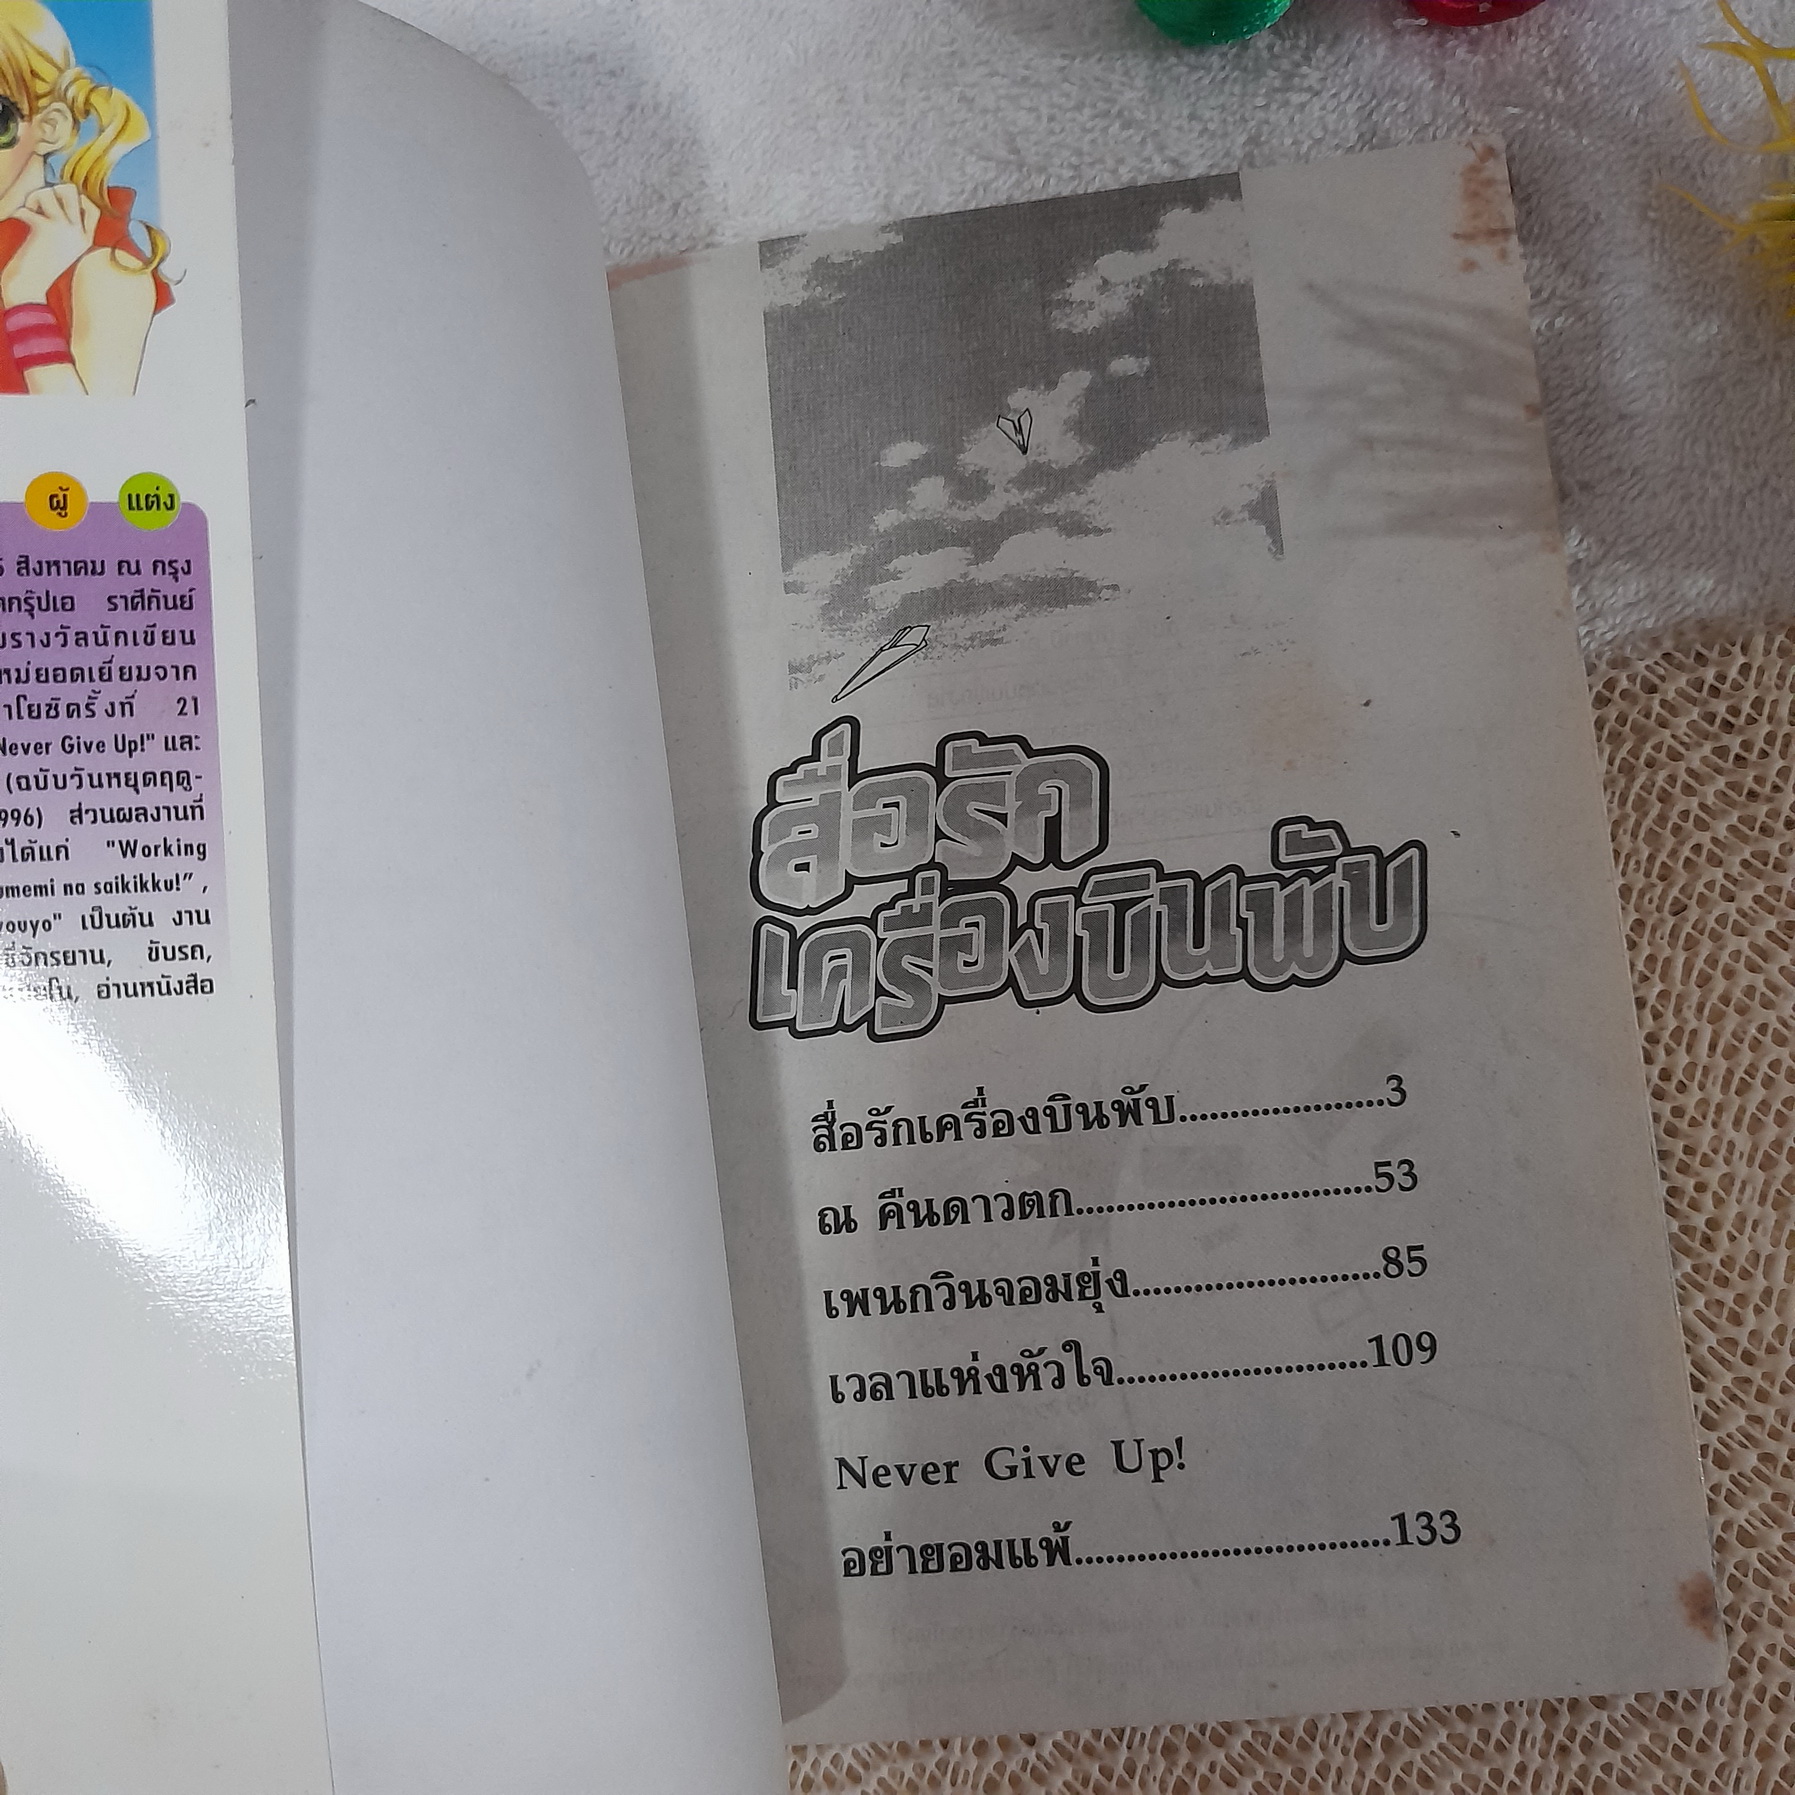 ผู้ แต่ง
สิงหาคม ณ กรุง
กรุ๊ปเอ ราศีกันย์
รางวัลนักเขียน
หม่ยอดเยี่ยมจาก
าโยชิครั้งที่ 21
Never Give Up!" และ
(ฉบับวันหยุดฤดู-
996) ส่วนผลงานที่
ได้แก่ "Working
umemi na saikikku!",
youyo" เป็นต้น งาน
ขี่จักรยาน, ขับรถ,
โน, อ่านหนังสือ
สื่อรัก
เครื่องบินพับ
สื่อรักเครื่องบินพับ....................3
ณ คืนดาวตก.............................53
เพนกวินจอมยุ่ง........................85
เวลาแห่งหัวใจ........................109
Never Give Up!
อย่ายอมแพ้..............................133